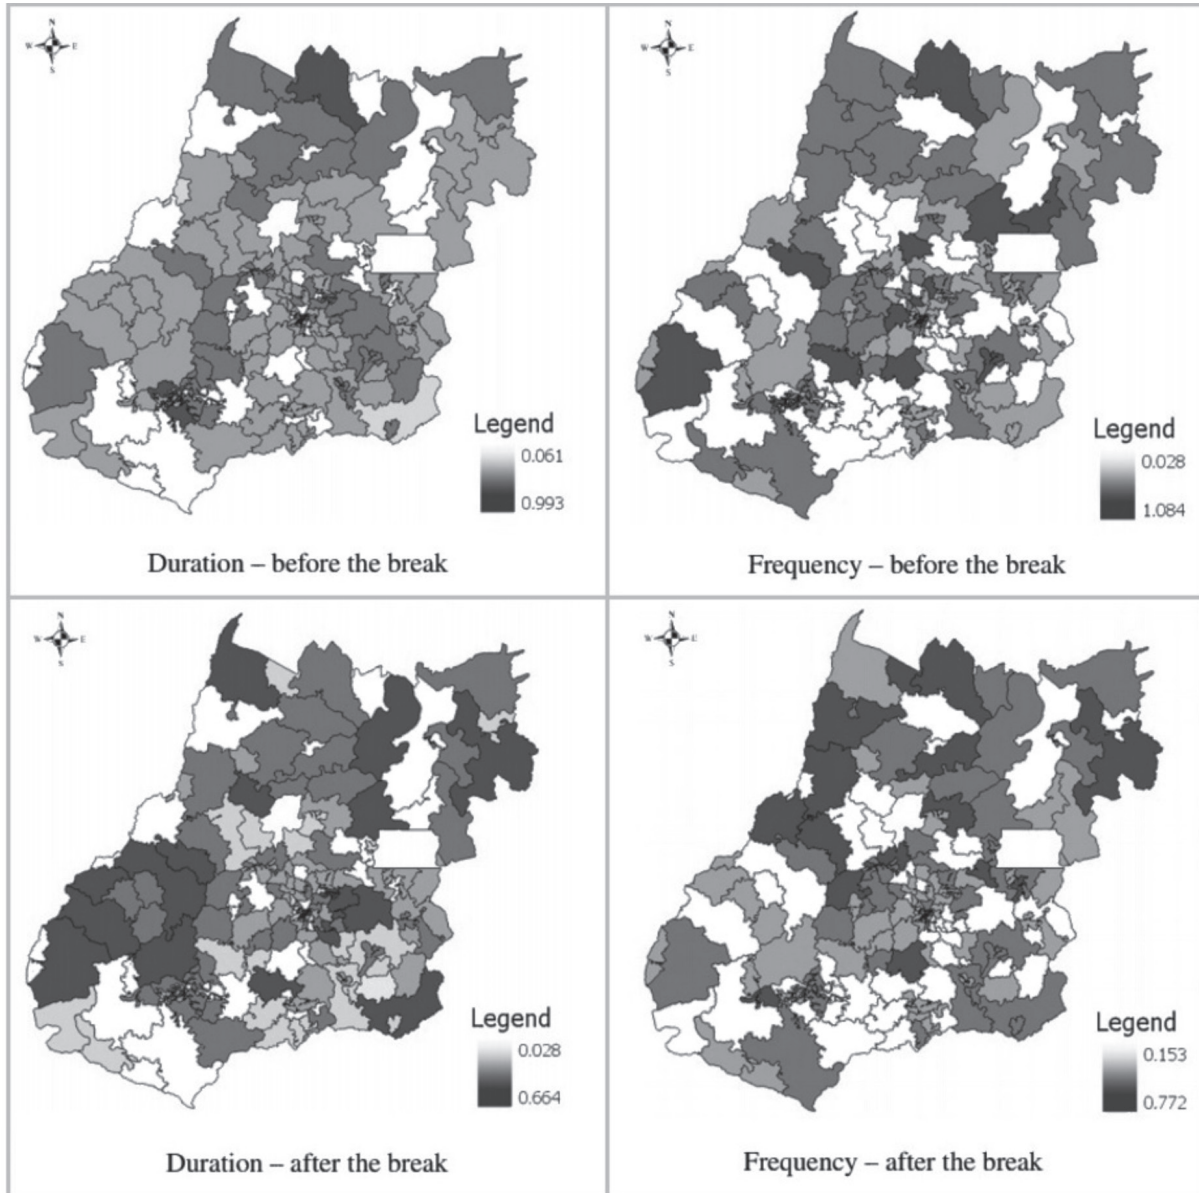 N
W E
S
Legend
0.061
0.993
Duration – before the break
N
W E
S
Legend
0.028
1.084
Frequency – before the break
N
W E
S
Legend
0.028
0.664
Duration – after the break
N
W E
S
Legend
0.153
0.772
Frequency – after the break